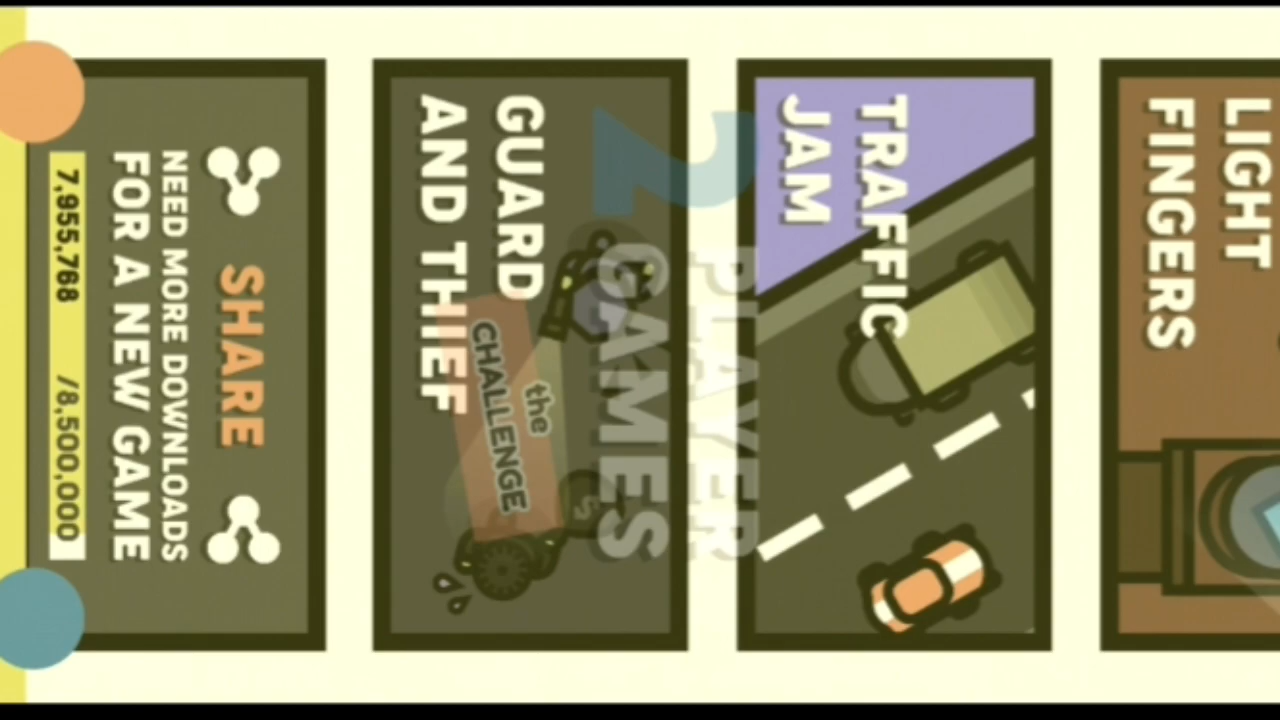 SHARE
NEED MORE DOWNLOADS
FOR A NEW GAME
7,955,768 /8,500,000
GUARD
AND THIEF
the
CHALLENGE
2
PLAYER
GAMES
TRAFFIC
JAM
LIGHT
FINGERS
$